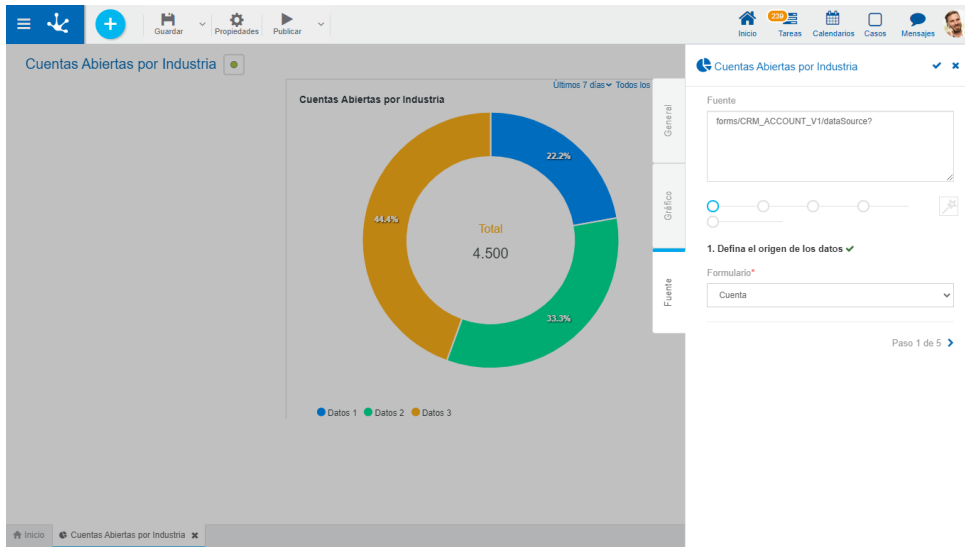 Guardar
Propiedades
Publicar
Inicio
239
Tareas
Calendarios
Casos
Mensajes
Cuentas Abiertas por Industria
Últimos 7 días Todos los
Cuentas Abiertas por Industria
22.2%
44.4%
33.3%
Total
4.500
Datos 1 Datos 2 Datos 3
General
Gráfico
Fuente
Cuentas Abiertas por Industria
Fuente
forms/CRM_ACCOUNT_V1/dataSource?
1. Defina el origen de los datos
Formulario*
Cuenta
Paso 1 de 5
Inicio
Cuentas Abiertas por Industria